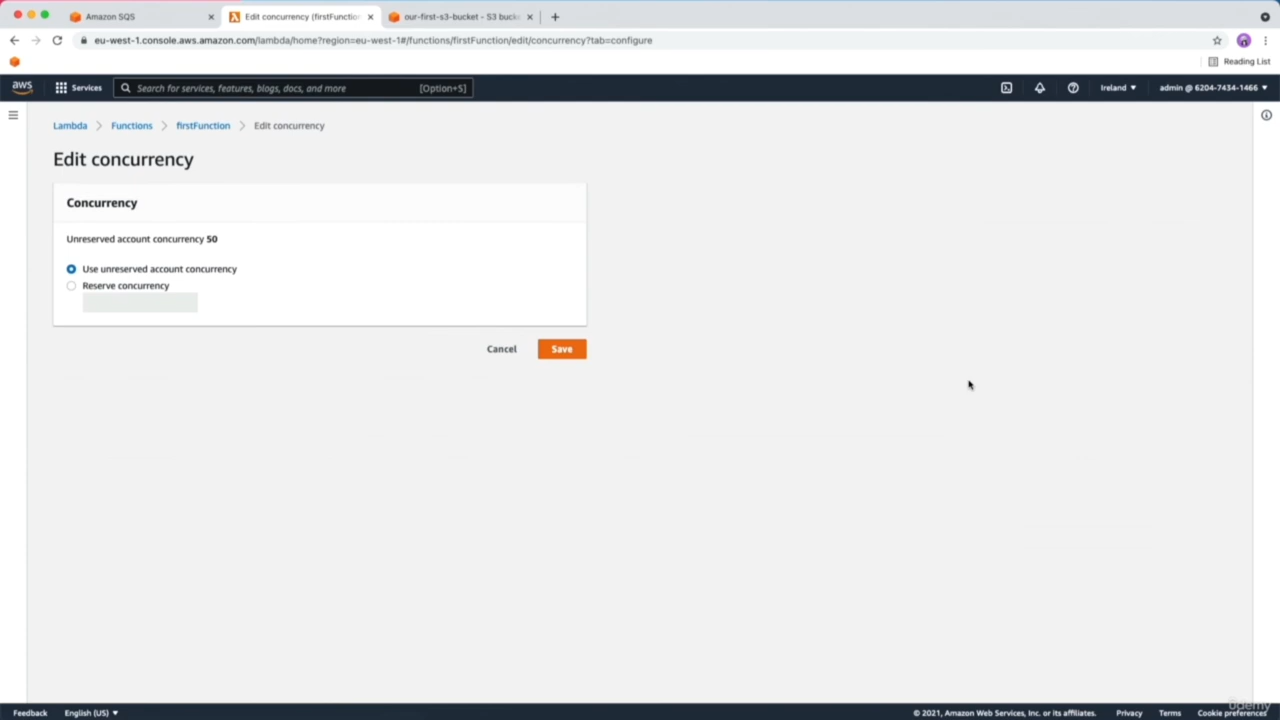 Amazon SQS
Edit concurrency (firstFunction
our-first-s3-bucket - S3 bucke
eu-west-1.console.aws.amazon.com/lambda/home?region=eu-west-1#/functions/firstFunction/edit/concurrency?tab=configure
Reading List
aws
Services
Search for services, features, blogs, docs, and more
[Option+S]
Ireland ▼
admin @ 6204-7434-1466 ▼
Lambda > Functions > firstFunction > Edit concurrency
Edit concurrency
Concurrency
Unreserved account concurrency 50
Use unreserved account concurrency
Reserve concurrency
Cancel
Save
Feedback
English (US) ▼
© 2021, Amazon Web Services, Inc. or its affiliates.
Privacy
Terms
Cookie preferences
ûdemy